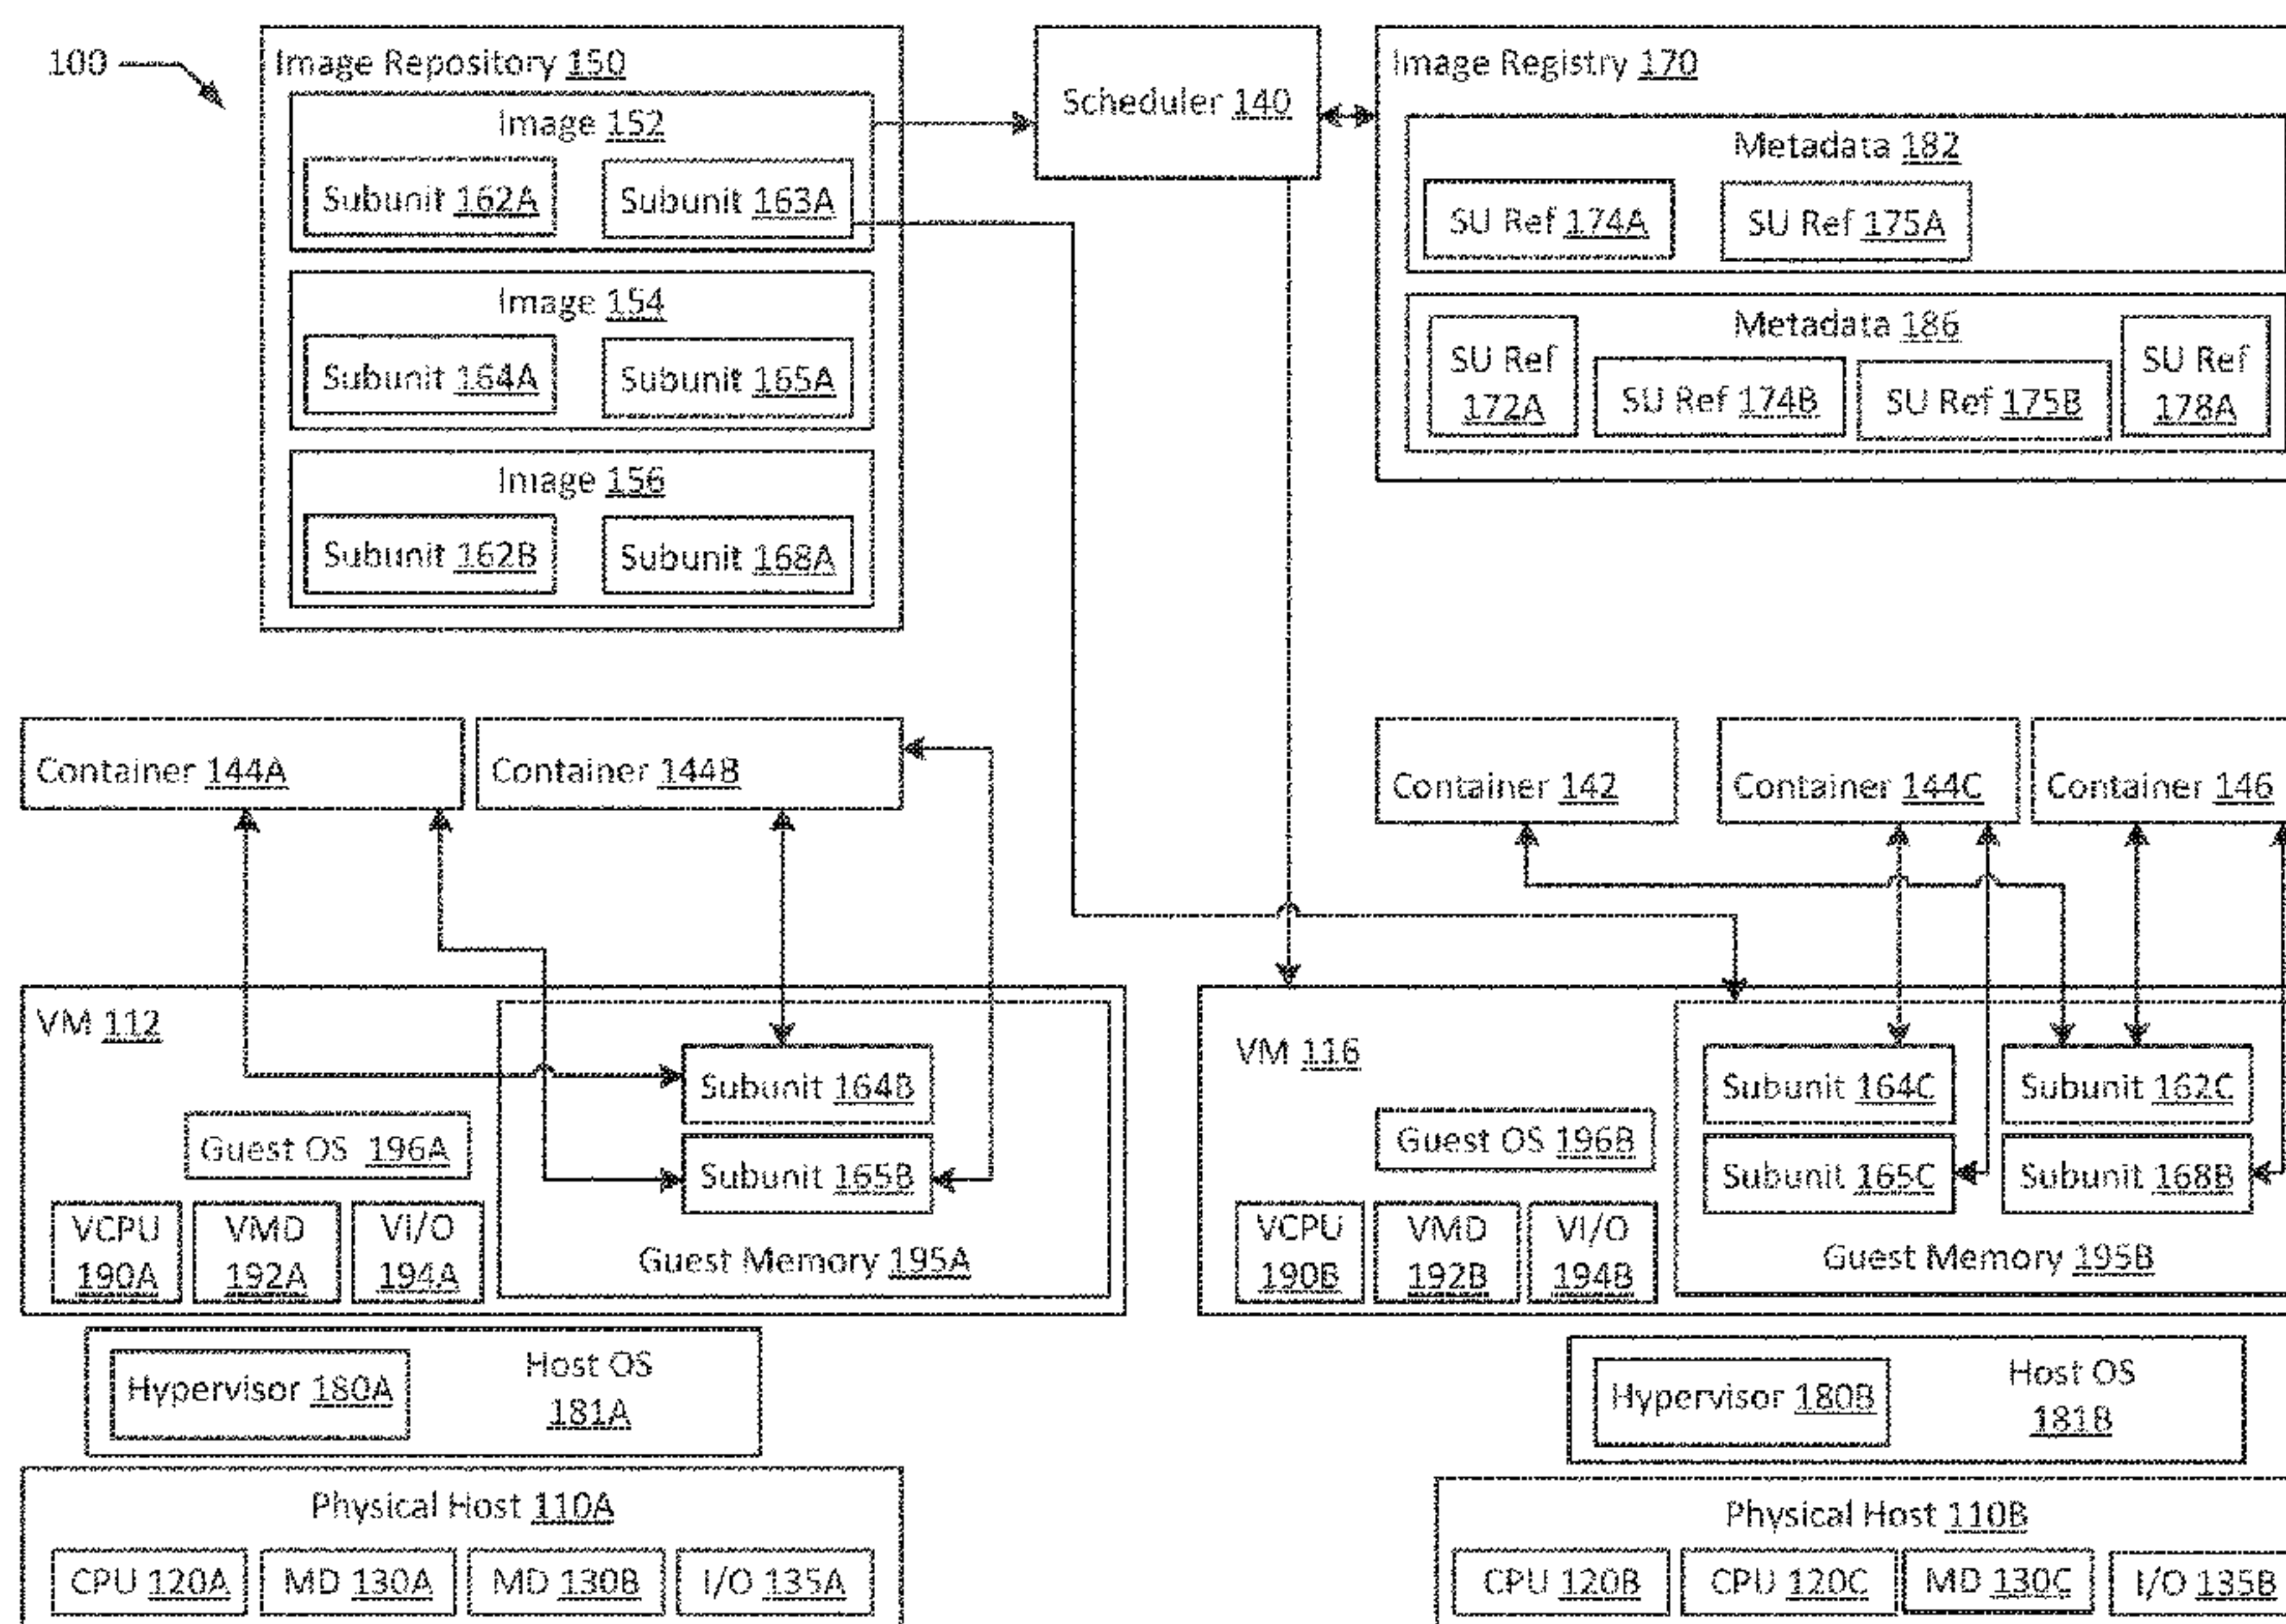 100
Image Repository 150
Image 152
Subunit 162A
Subunit 163A
Image 154
Subunit 164A
Subunit 165A
Image 156
Subunit 162B
Subunit 168A
Scheduler 140
Image Registry 170
Metadata 182
SU Ref 174A
SU Ref 175A
Metadata 186
SU Ref
172A
SU Ref 174B
SU Ref 175B
SU Ref
178A
Container 144A
Container 144B
Container 142
Container 144C
Container 146
VM 112
Subunit 164B
Subunit 165B
Guest OS 196A
VCPU
190A
VMD
192A
VI/O
194A
Guest Memory 195A
VM 116
Subunit 164C
Subunit 162C
Subunit 165C
Subunit 168B
Guest OS 196B
VCPU
190B
VMD
192B
VI/O
194B
Guest Memory 195B
Hypervisor 180A
Host OS
181A
Hypervisor 180B
Host OS
181B
Physical Host 110A
CPU 120A
MD 130A
MD 130B
I/O 135A
Physical Host 110B
CPU 120B
CPU 120C
MD 130C
I/O 135B